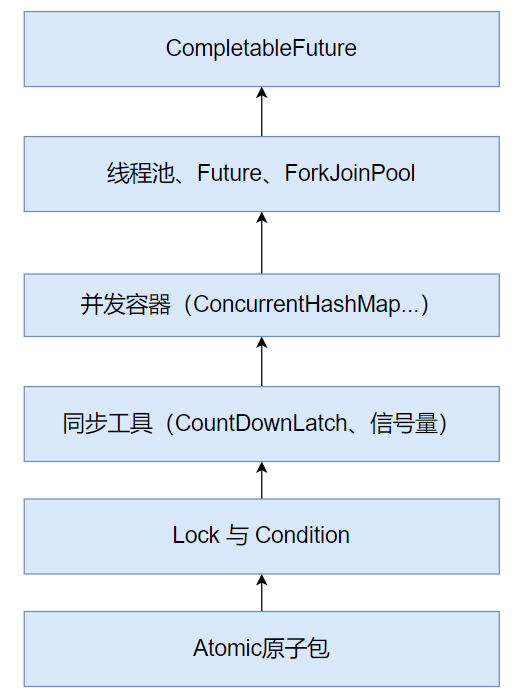 CompletableFuture
线程池、Future、ForkJoinPool
并发容器（ConcurrentHashMap...）
同步工具（CountDownLatch、信号量）
Lock 与 Condition
Atomic原子包